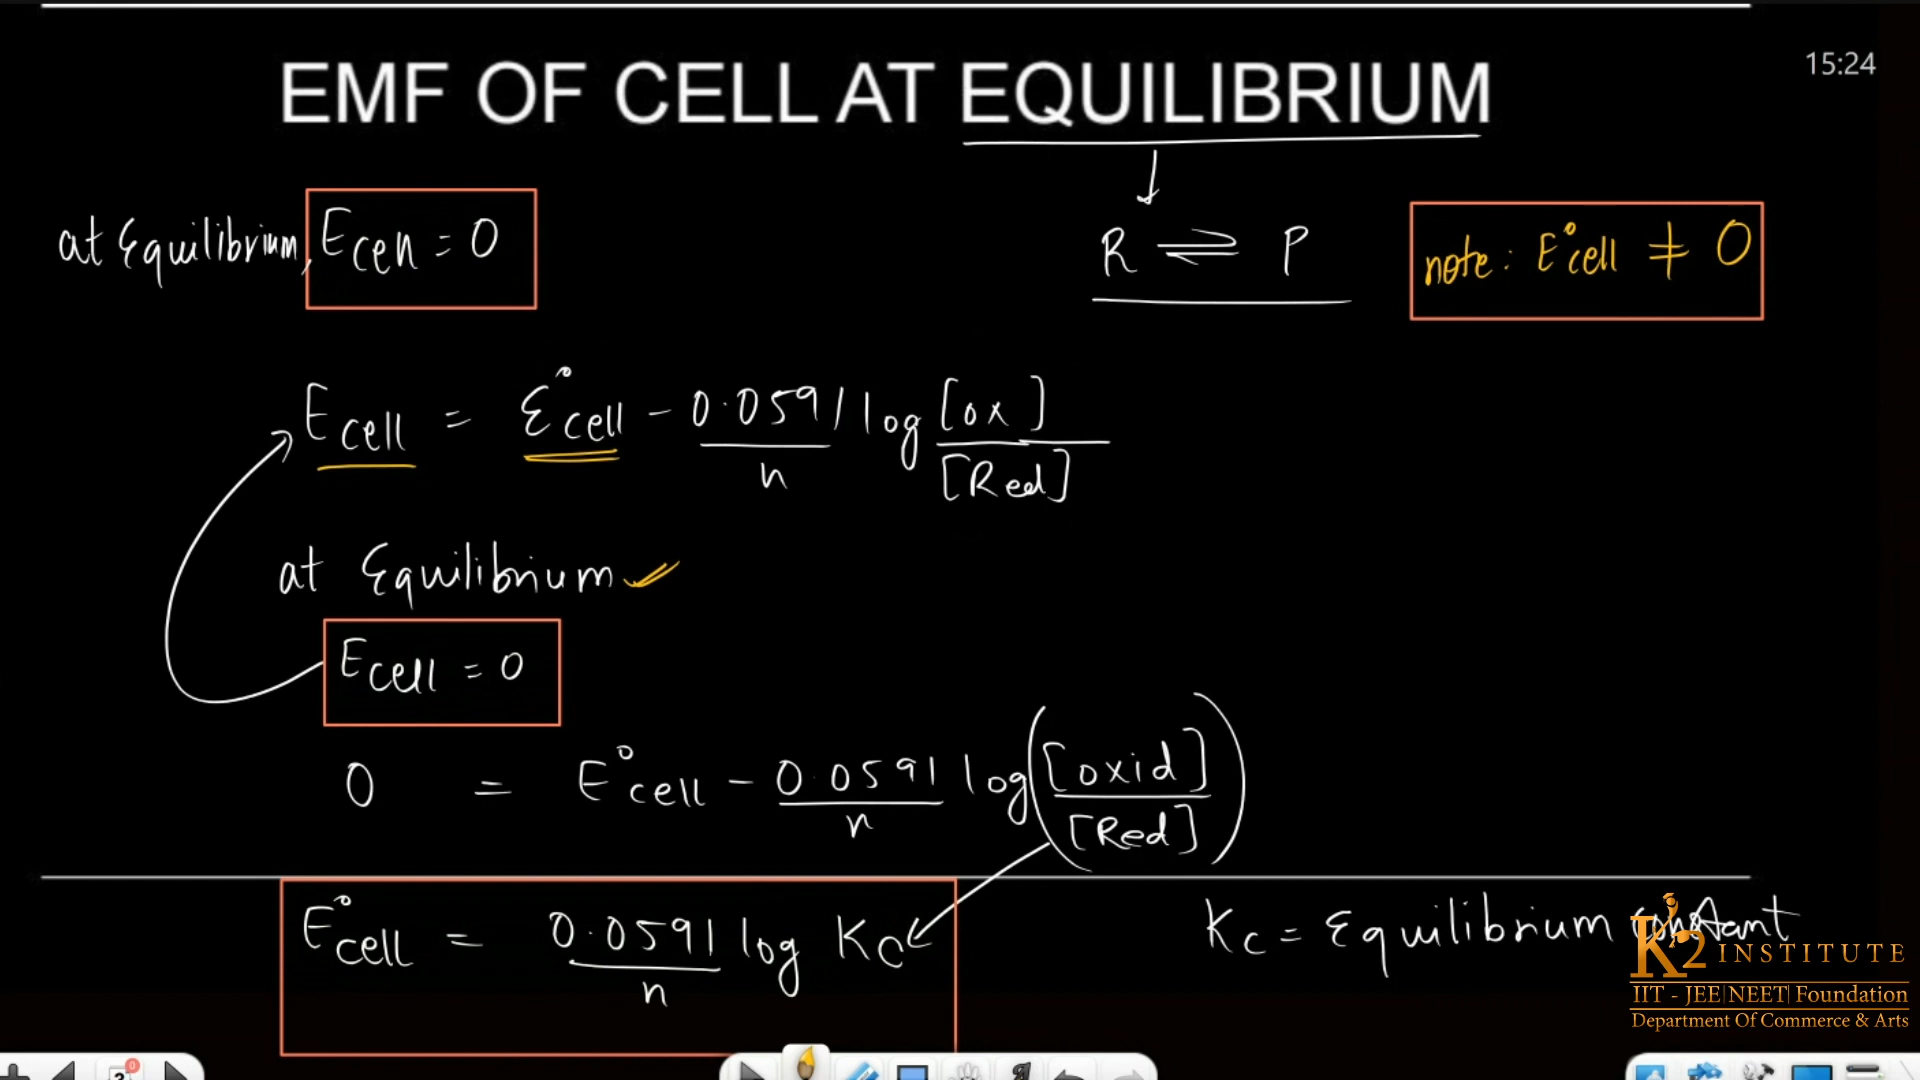 EMF OF CELL AT EQUILIBRIUM
15:24
at Equilibrium, Ecell = 0
R ⇌ P
note: E°cell ≠ 0
Ecell = E°cell - 0.0591/n log [ox]/[Red]
at Equilibrium
Ecell = 0
0 = E°cell - 0.0591/n log ([oxid]/[Red])
E°cell = 0.0591/n log Kc
Kc = Equilibrium constant
K2 INSTITUTE
IIT - JEE|NEET| Foundation
Department Of Commerce & Arts